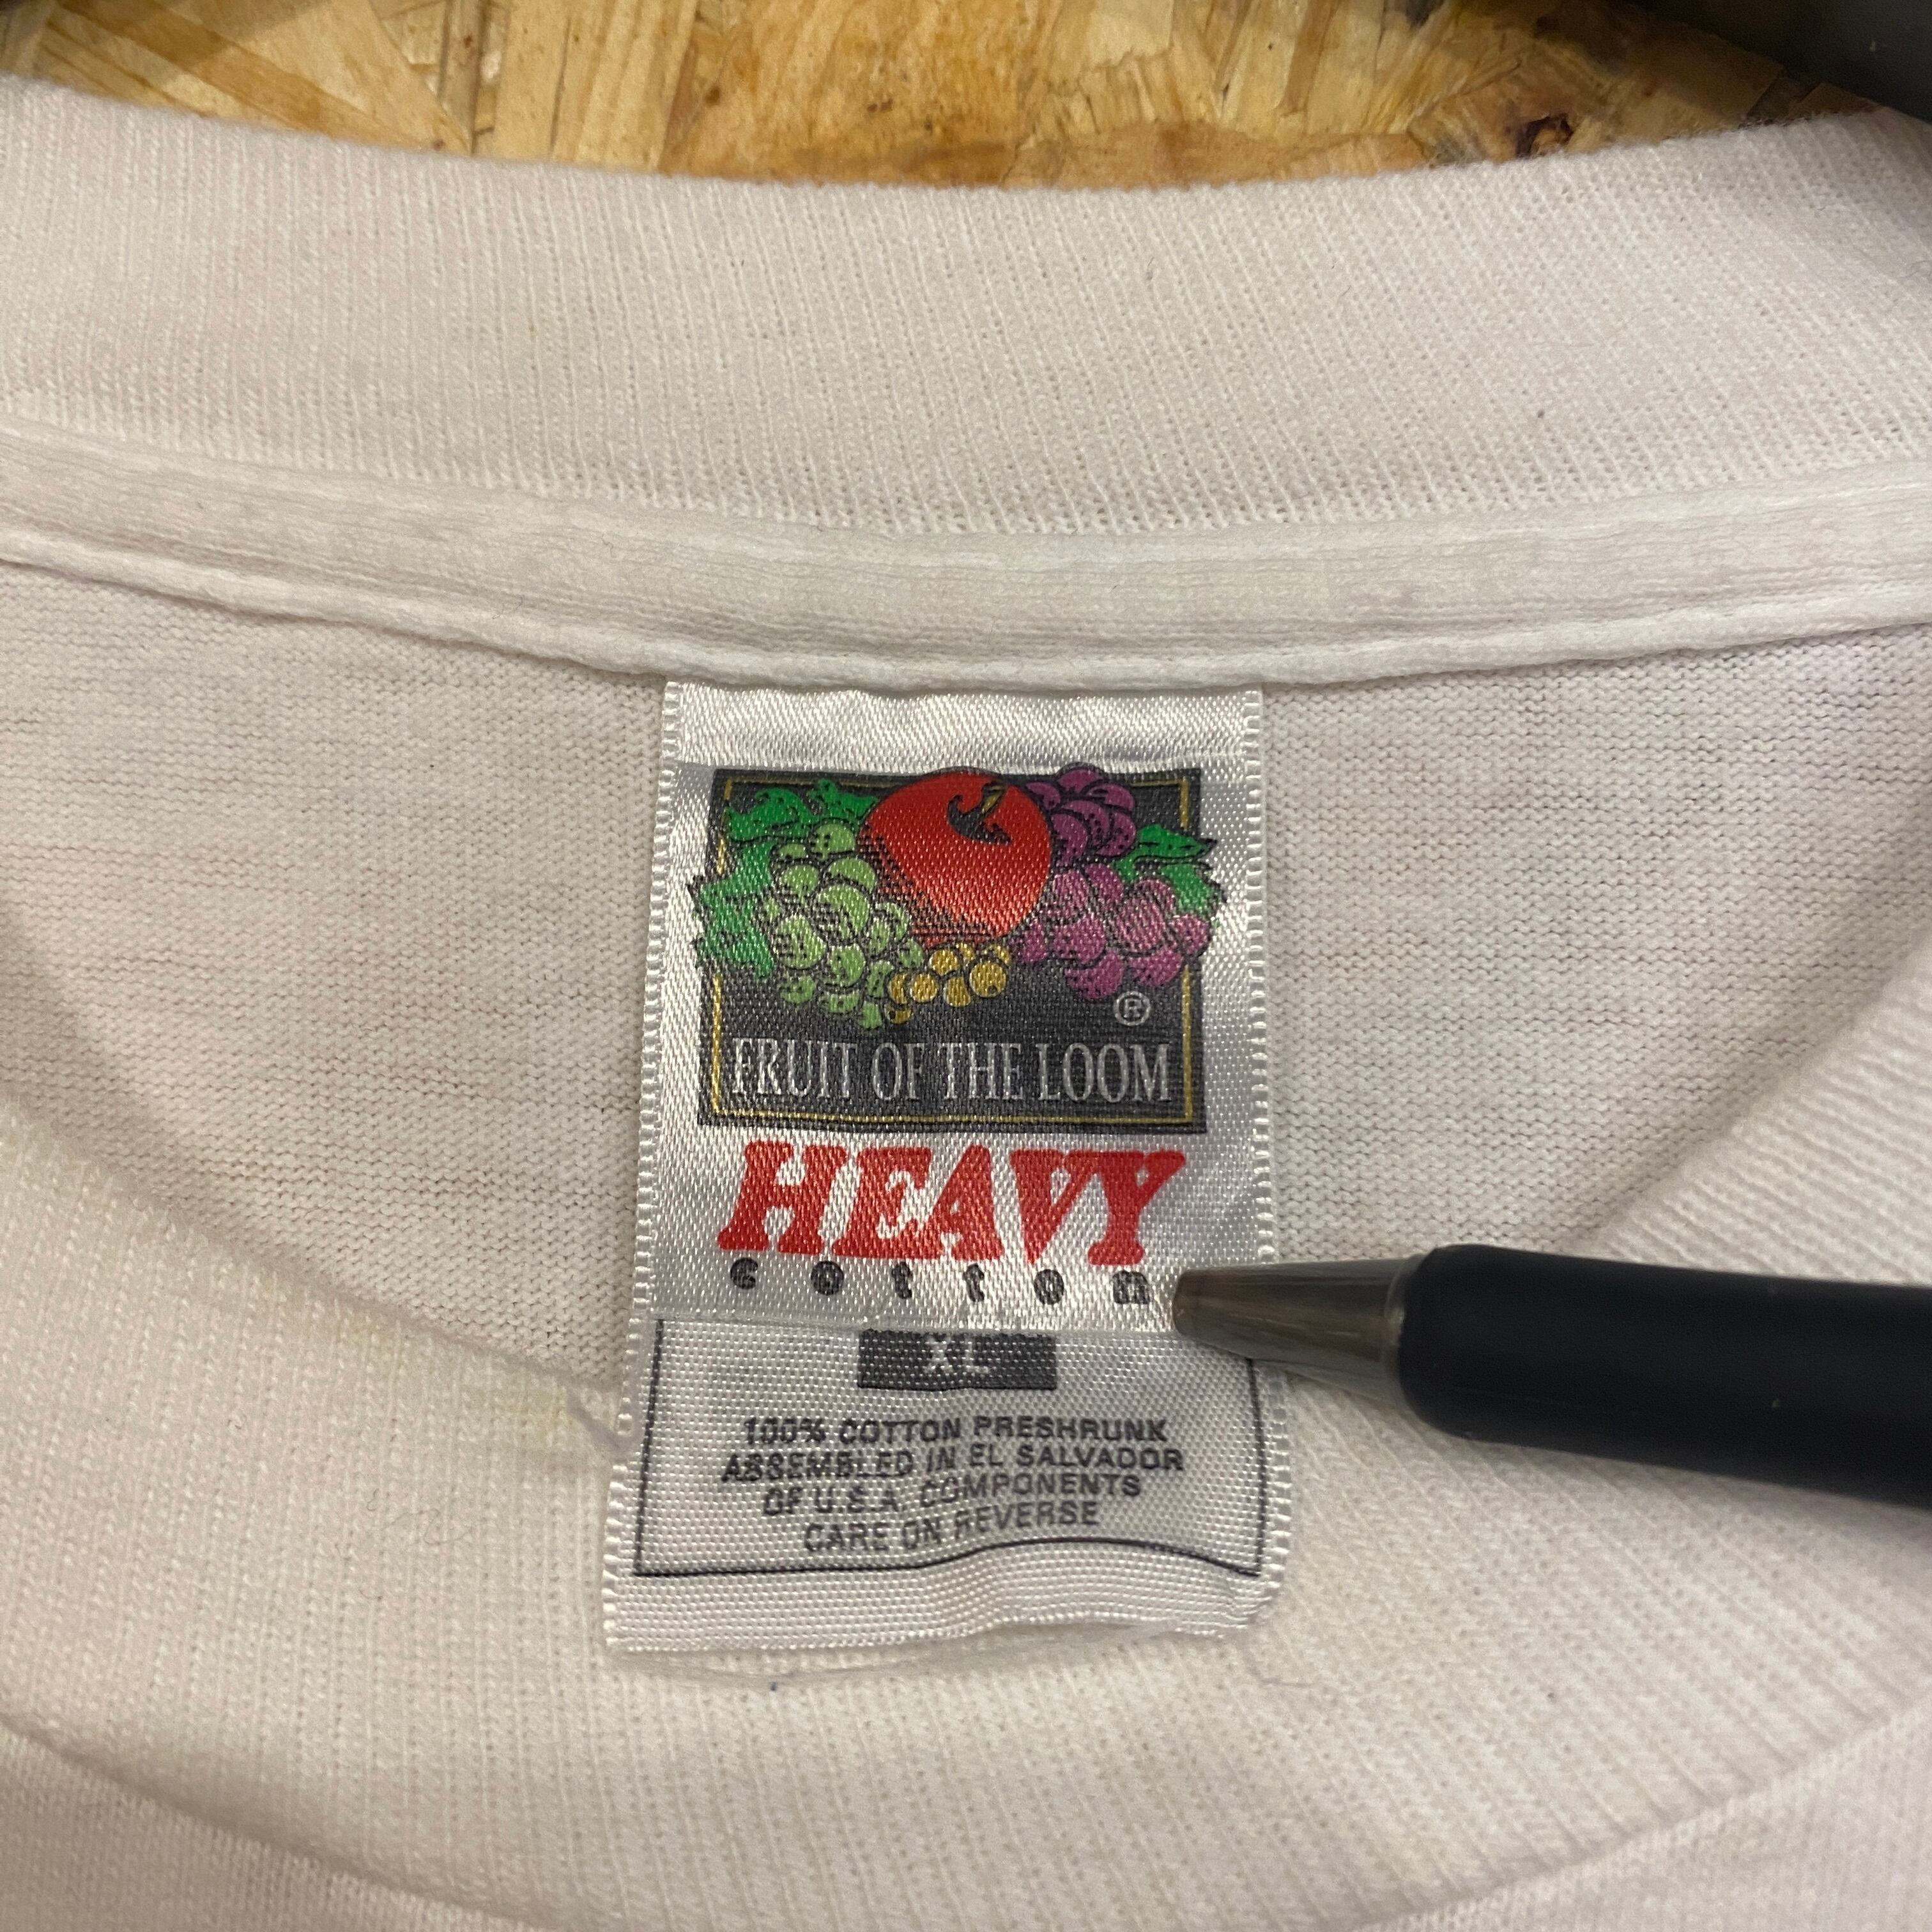 ®
FRUIT OF THE LOOM
HEAVY
cotton
XL
100% COTTON PRESHRUNK
ASSEMBLED IN EL SALVADOR
OF U.S.A. COMPONENTS
CARE ON REVERSE